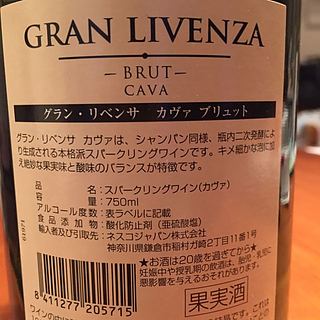 GRAN LIVENZA
BRUT
CAVA
グラン・リベンサ カヴァ ブリュット
グラン・リベンサ カヴァは、シャンパン同様、瓶内二次発酵によ
り生成される本格派スパークリングワインです。キメ細かな泡に加
え絶妙な果実味と酸味のバランスが特徴です。
品名：スパークリングワイン(カヴァ)
容量：750ml
アルコール度数：表ラベルに記載
食品添加物：酸化防止剤（亜硫酸塩）
輸入者及び引取先：ネスコジャパン株式会社
神奈川県鎌倉市稲村ガ崎2丁目11番1号
★お酒は20歳を過ぎてから★
妊娠中や授乳期の飲酒は、胎児・乳児に
悪影響を与えるおそれがあります。
果実酒
8 411277 205715